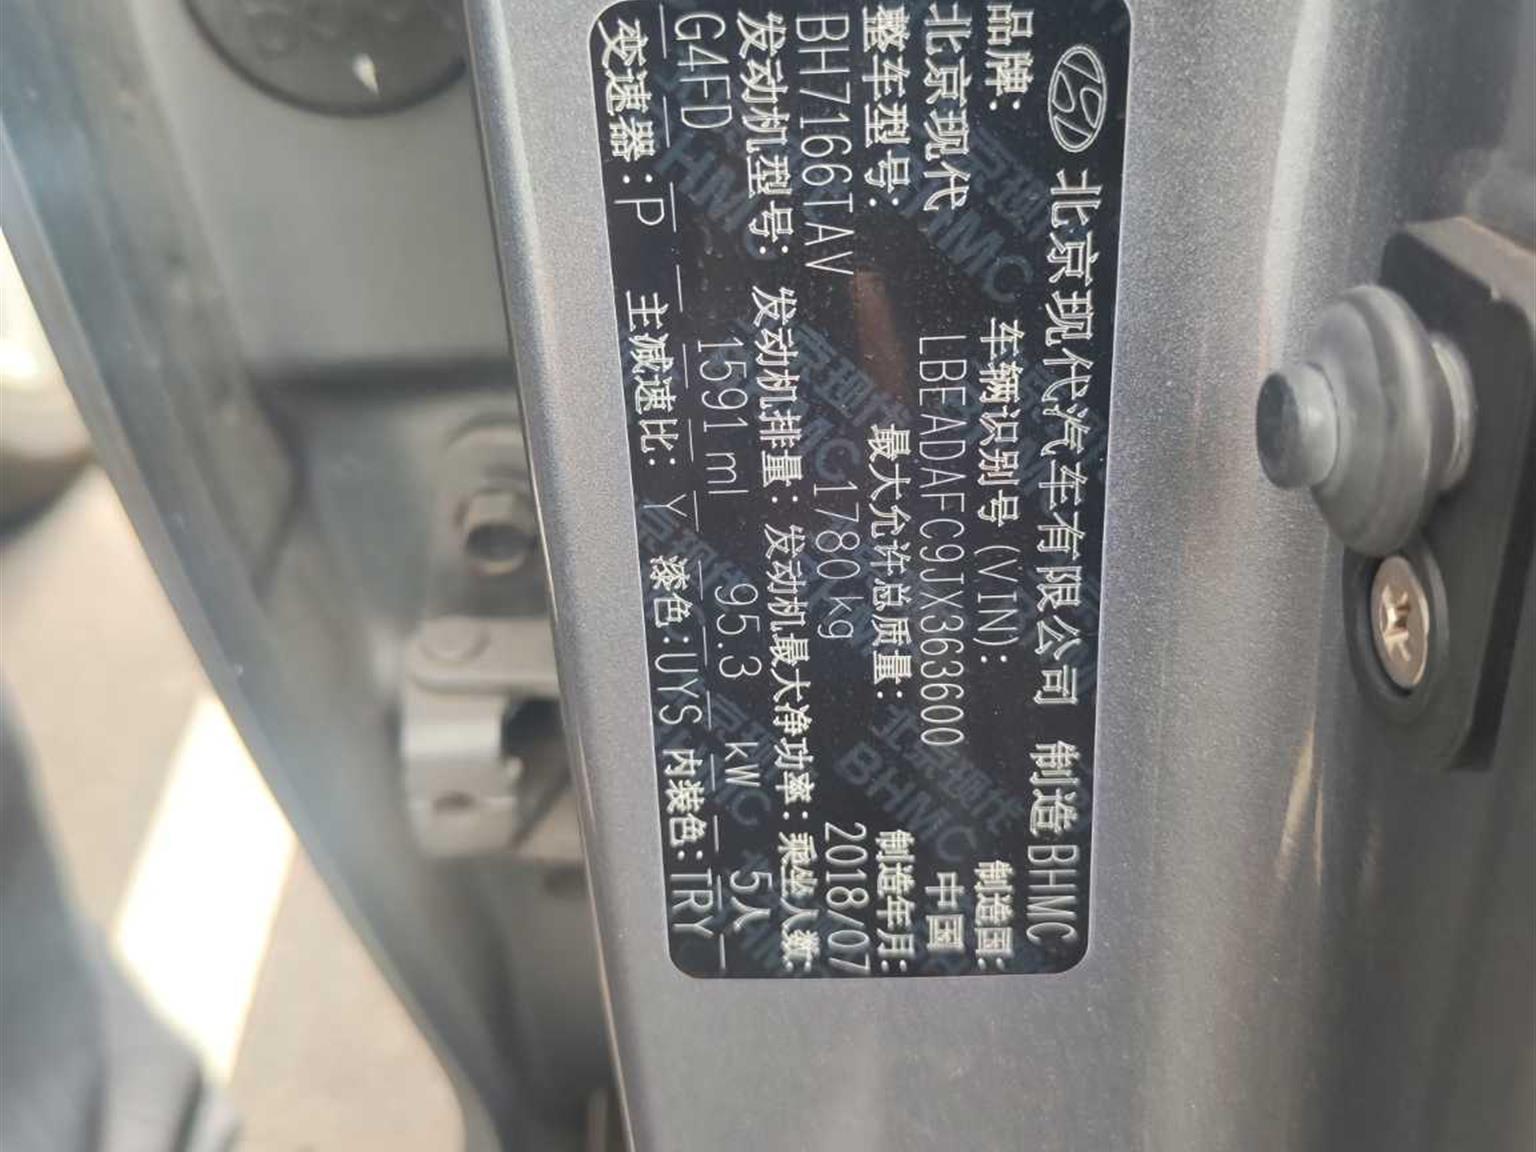 北京现代汽车有限公司 制造 BHMC
品牌: 车辆识别号(VIN): 制造国:
北京现代 LBEADAFC9JX363600 中国
整车型号: 最大允许总质量: 制造年月:
BH7166TAV 1780kg 2018/07
发动机型号: 发动机排量: 发动机最大净功率: 乘坐人数:
G4FD 1591ml 95.3 kW 5人
变速器:P 主减速比:Y 漆色:UYS 内装色:TRY